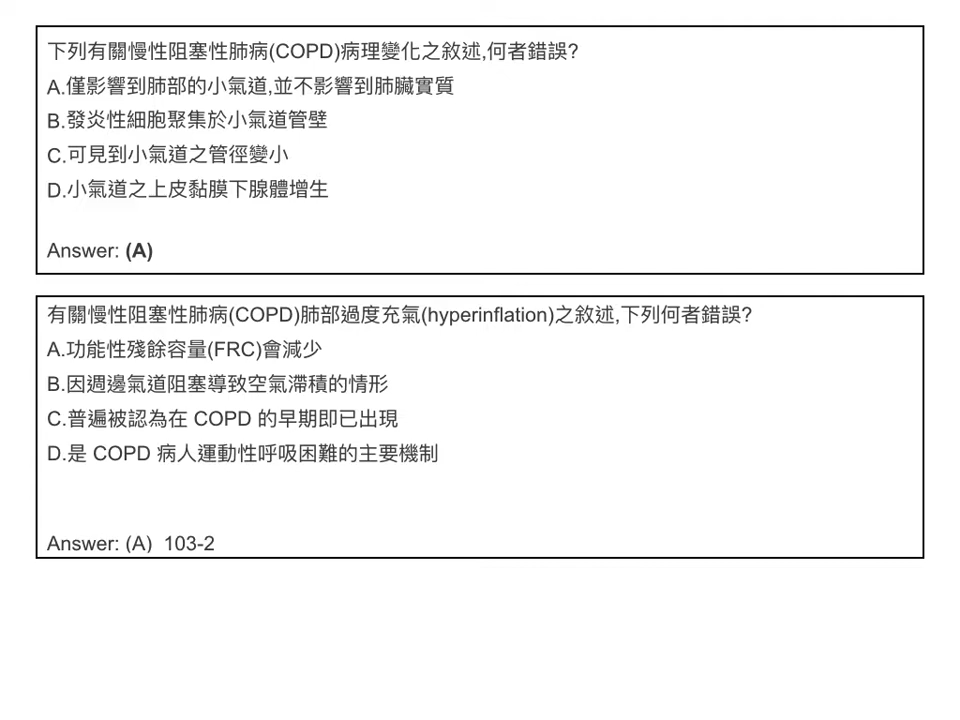 下列有關慢性阻塞性肺病(COPD)病理變化之敘述,何者錯誤?
A.僅影響到肺部的小氣道,並不影響到肺臟實質
B.發炎性細胞聚集於小氣道管壁
C.可見到小氣道之管徑變小
D.小氣道之上皮黏膜下腺體增生
Answer: (A)
有關慢性阻塞性肺病(COPD)肺部過度充氣(hyperinflation)之敘述,下列何者錯誤?
A.功能性殘餘容量(FRC)會減少
B.因週邊氣道阻塞導致空氣滯積的情形
C.普遍被認為在 COPD 的早期即已出現
D.是 COPD 病人運動性呼吸困難的主要機制
Answer: (A) 103-2